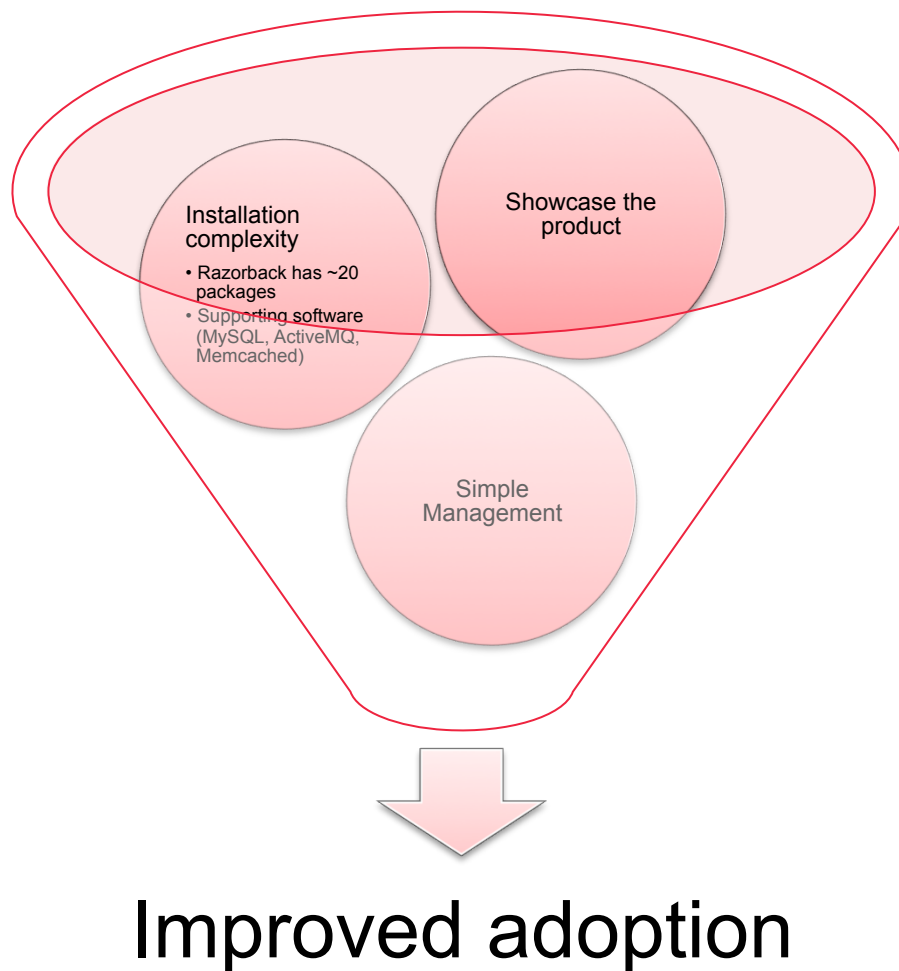 Installation
complexity
• Razorback has ~20
packages
• Supporting software
(MySQL, ActiveMQ,
Memcached)
Showcase the
product
Simple
Management
Improved adoption